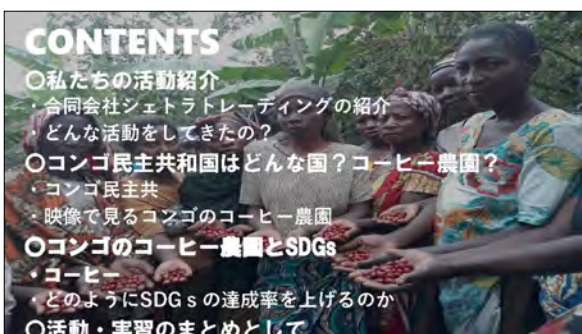 CONTENTS
〇私たちの活動紹介
・合同会社シェトラトレーディングの紹介
・どんな活動をしてきたの？
〇コンゴ民主共和国はどんな国？コーヒー農園？
・コンゴ民主共
・映像で見るコンゴのコーヒー農園
〇コンゴのコーヒー農園とSDGs
・コーヒー
・どのようにSDGｓの達成率を上げるのか
〇活動・実習のまとめとして